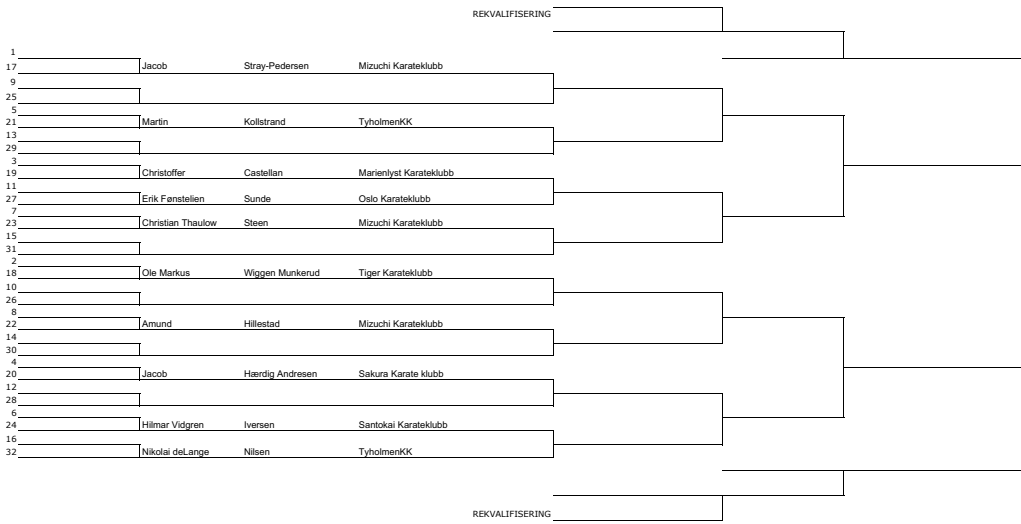 REKVALIFISERING
1
17 Jacob Stray-Pedersen Mizuchi Karateklubb
9
25
5
21 Martin Kollstrand TyholmenKK
13
29
3
19 Christoffer Castellan Marienlyst Karateklubb
11
27 Erik Fønstelien Sunde Oslo Karateklubb
7
23 Christian Thaulow Steen Mizuchi Karateklubb
15
31
2
18 Ole Markus Wiggen Munkerud Tiger Karateklubb
10
26
8
22 Amund Hillestad Mizuchi Karateklubb
14
30
4
20 Jacob Hærdig Andresen Sakura Karate klubb
12
28
6
24 Hilmar Vidgren Iversen Santokai Karateklubb
16
32 Nikolai deLange Nilsen TyholmenKK
REKVALIFISERING